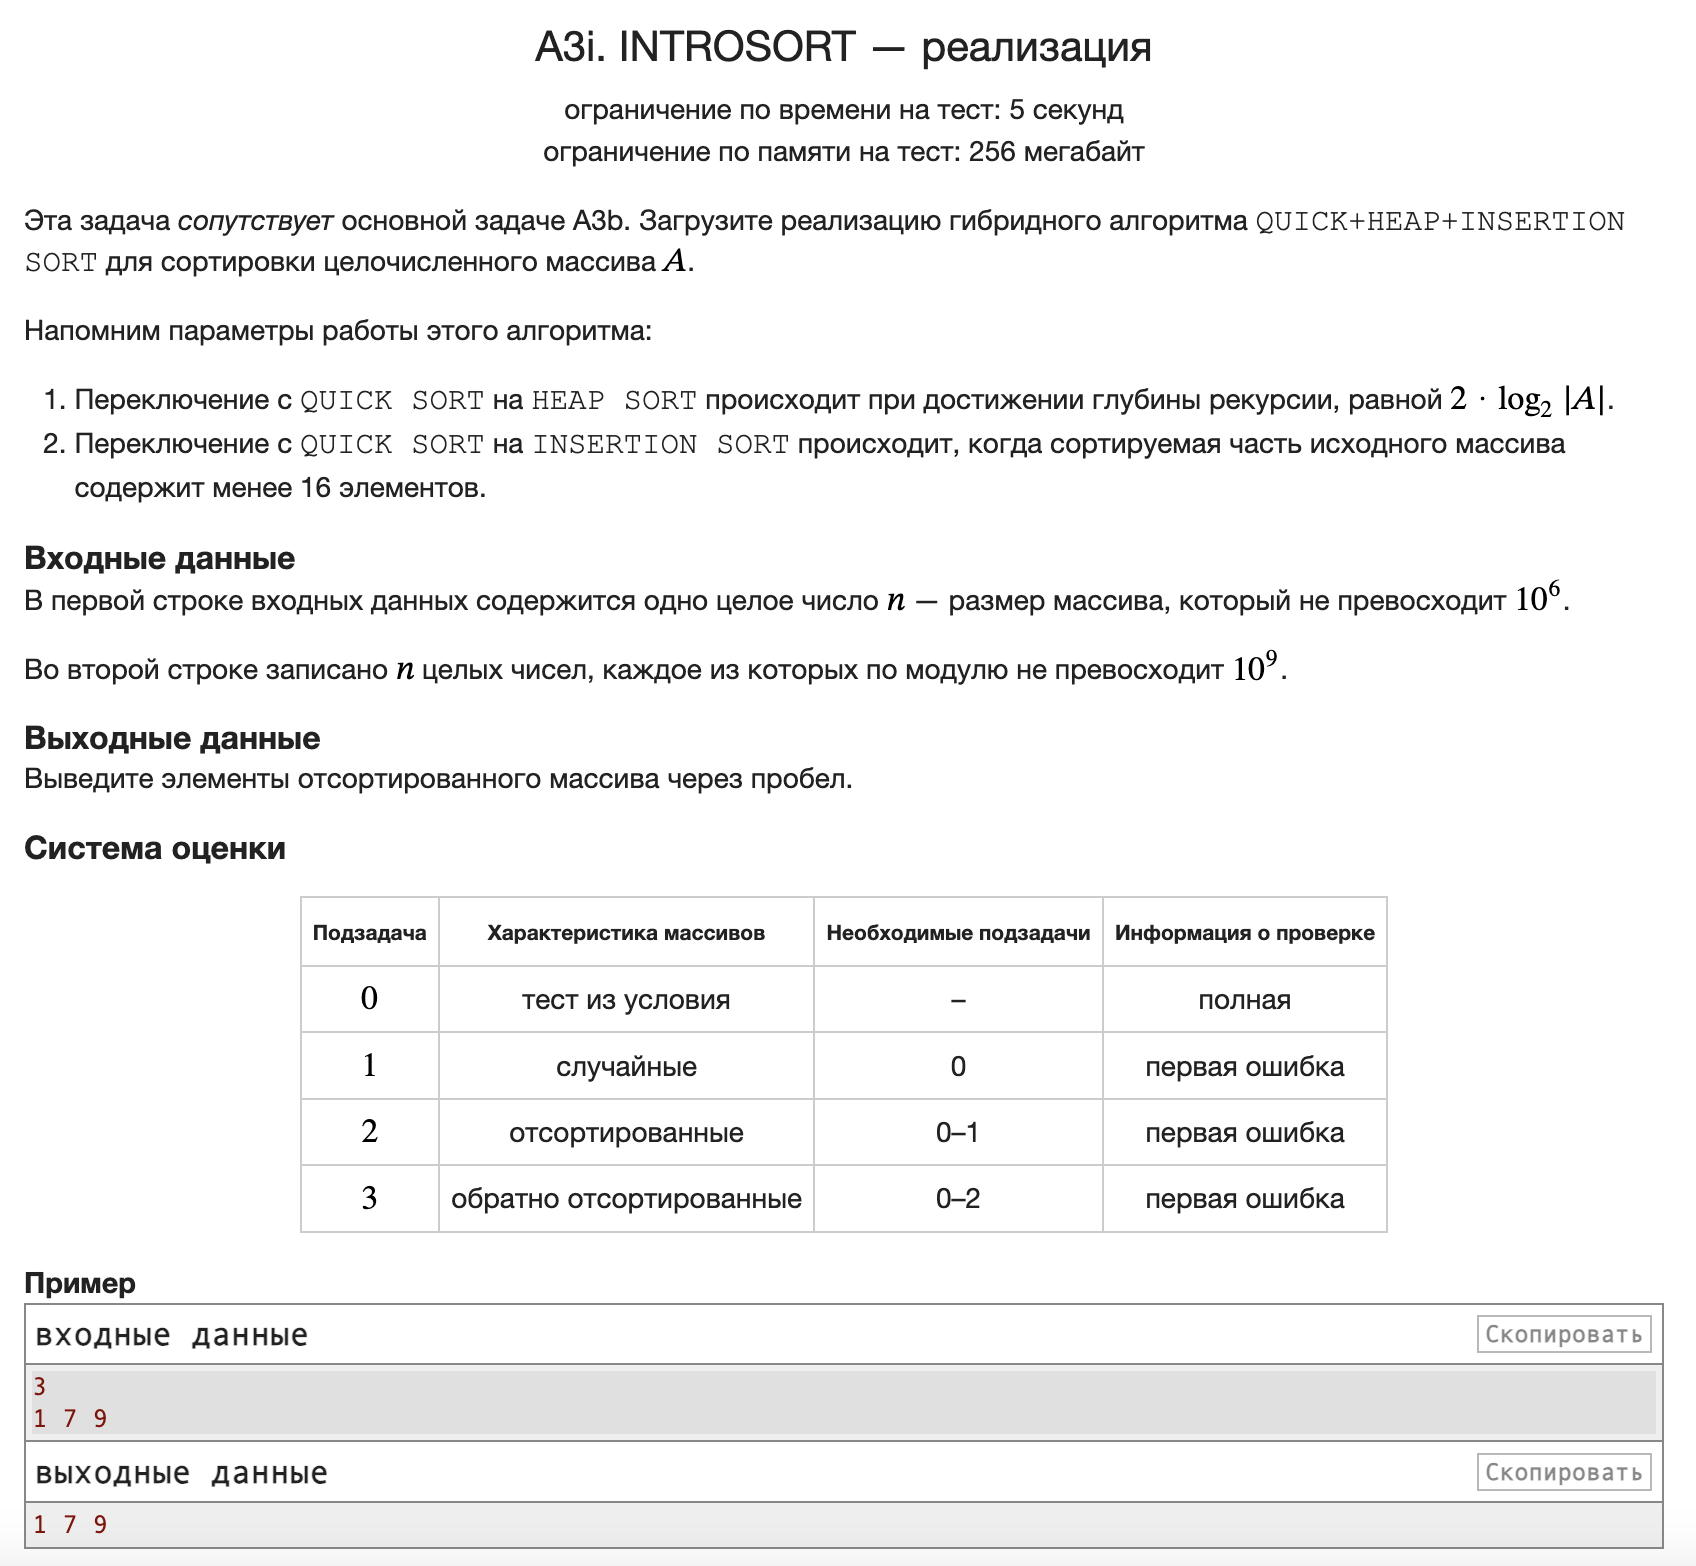 A3i. INTROSORT — реализация
ограничение по времени на тест: 5 секунд
ограничение по памяти на тест: 256 мегабайт
Эта задача сопутствует основной задаче A3b. Загрузите реализацию гибридного алгоритма QUICK+HEAP+INSERTION
SORT для сортировки целочисленного массива A.
Напомним параметры работы этого алгоритма:
1. Переключение с QUICK SORT на HEAP SORT происходит при достижении глубины рекурсии, равной 2 · log₂ |A|.
2. Переключение с QUICK SORT на INSERTION SORT происходит, когда сортируемая часть исходного массива
содержит менее 16 элементов.
Входные данные
В первой строке входных данных содержится одно целое число n — размер массива, который не превосходит 10⁶.
Во второй строке записано n целых чисел, каждое из которых по модулю не превосходит 10⁹.
Выходные данные
Выведите элементы отсортированного массива через пробел.
Система оценки
Подзадача Характеристика массивов Необходимые подзадачи Информация о проверке
0 тест из условия – полная
1 случайные 0 первая ошибка
2 отсортированные 0–1 первая ошибка
3 обратно отсортированные 0–2 первая ошибка
Пример
входные данные Скопировать
3
1 7 9
выходные данные Скопировать
1 7 9